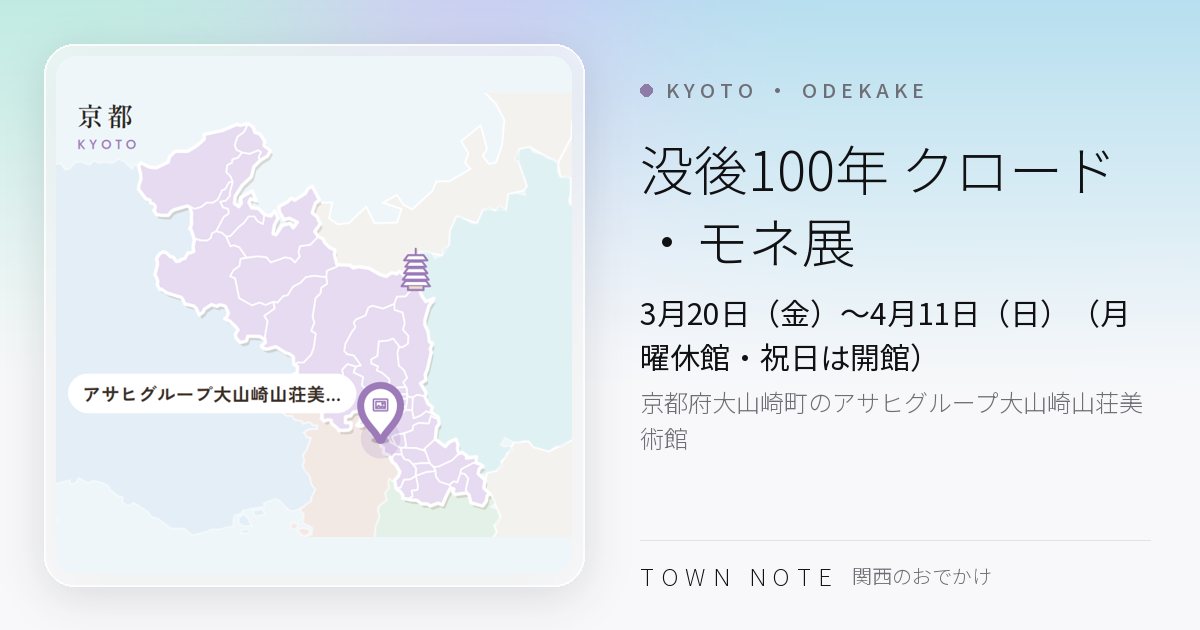 京都
KYOTO
アサヒグループ大山崎山荘美...
KYOTO • ODEKAKE
没後100年 クロード
・モネ展
3月20日（金）～4月11日（日）（月
曜休館・祝日は開館）
京都府大山崎町のアサヒグループ大山崎山荘美
術館
TOWN NOTE 関西のおでかけ